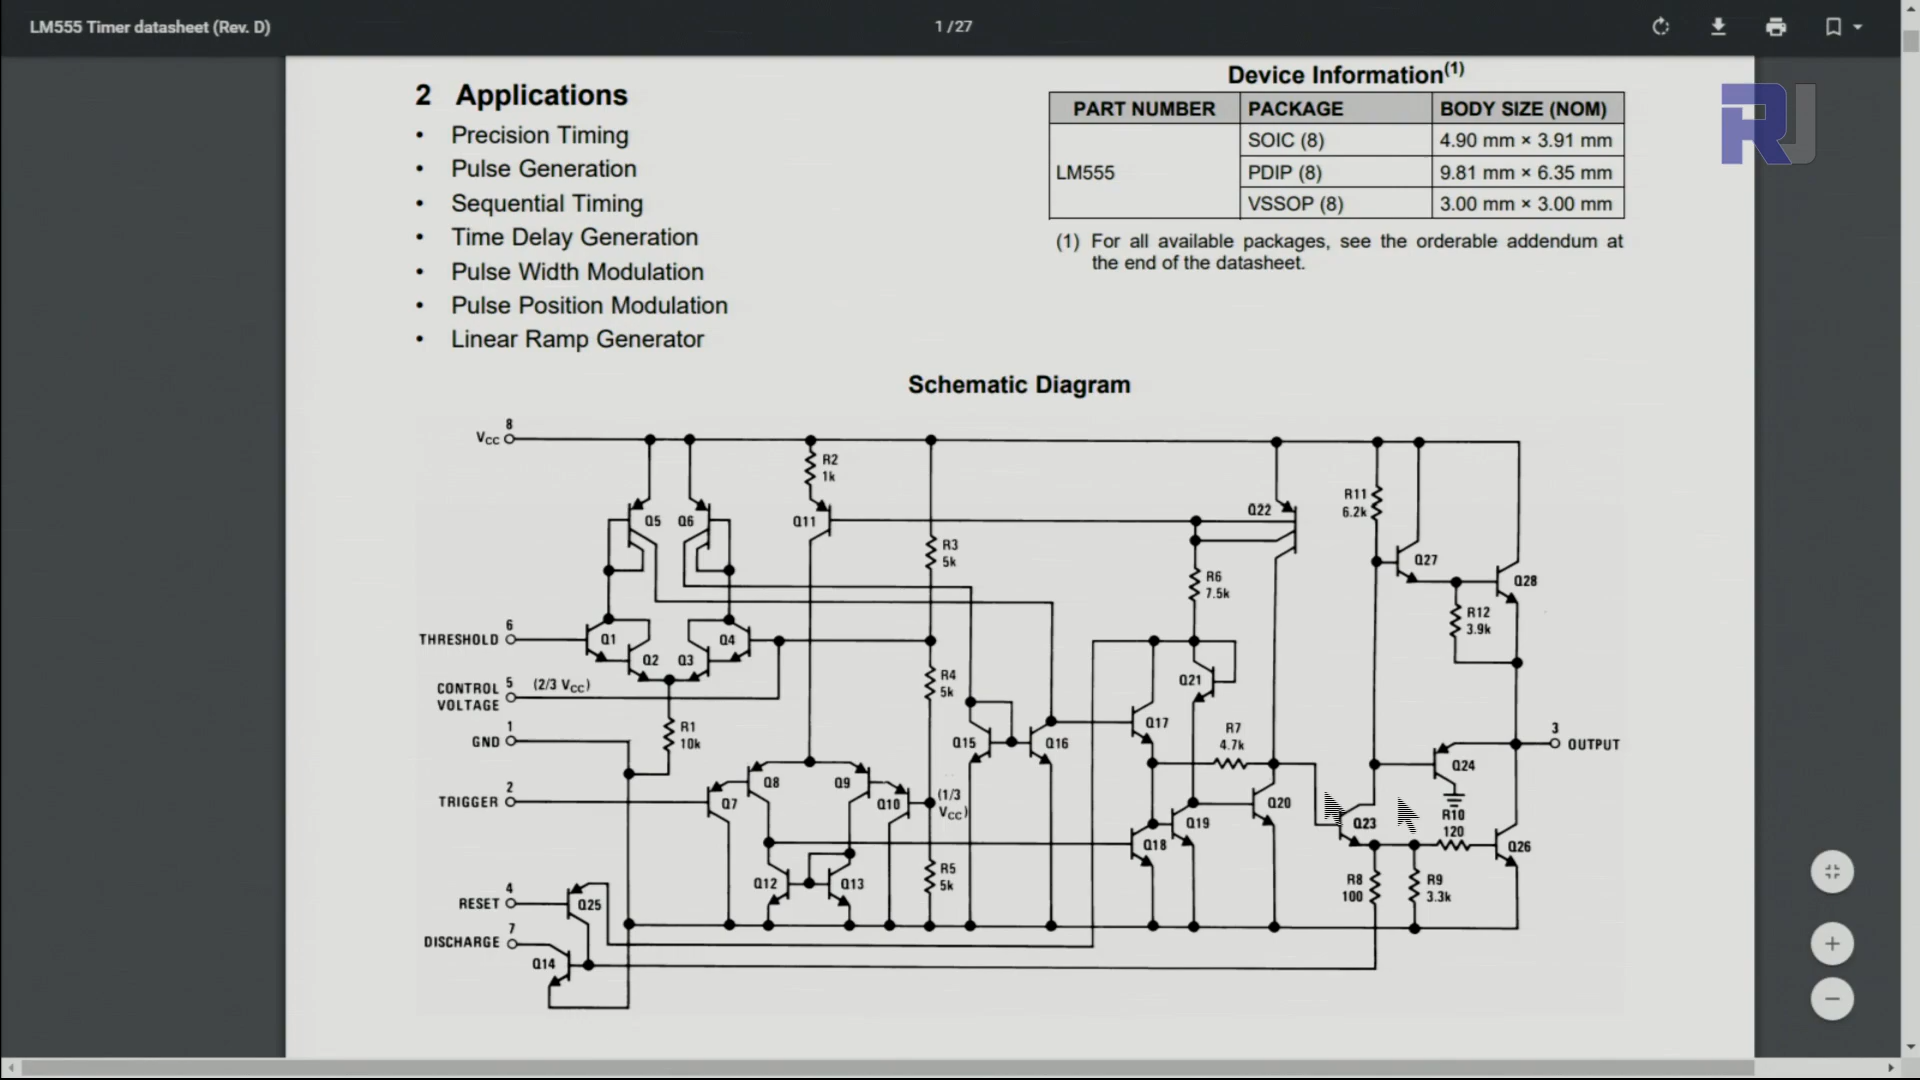 LM555 Timer datasheet (Rev. D)
1 / 27
RJ
2 Applications
• Precision Timing
• Pulse Generation
• Sequential Timing
• Time Delay Generation
• Pulse Width Modulation
• Pulse Position Modulation
• Linear Ramp Generator
Device Information(1)
PART NUMBER PACKAGE BODY SIZE (NOM)
LM555
SOIC (8) 4.90 mm × 3.91 mm
PDIP (8) 9.81 mm × 6.35 mm
VSSOP (8) 3.00 mm × 3.00 mm
(1) For all available packages, see the orderable addendum at
the end of the datasheet.
Schematic Diagram
8
VCC
R2
1k
Q5
Q6
Q11
R3
5k
Q22
R11
6.2k
Q27
Q28
R6
7.5k
R12
3.9k
6
THRESHOLD
Q1
Q2
Q3
Q4
5
CONTROL
VOLTAGE
(2/3 VCC)
R4
5k
Q21
1
GND
R1
10k
Q15
Q16
Q17
R7
4.7k
3
OUTPUT
Q24
2
TRIGGER
Q7
Q8
Q9
Q10
(1/3
VCC)
Q18
Q19
Q20
Q23
R10
120
Q26
Q12
Q13
R5
5k
R8
100
R9
3.3k
4
RESET
Q25
7
DISCHARGE
Q14